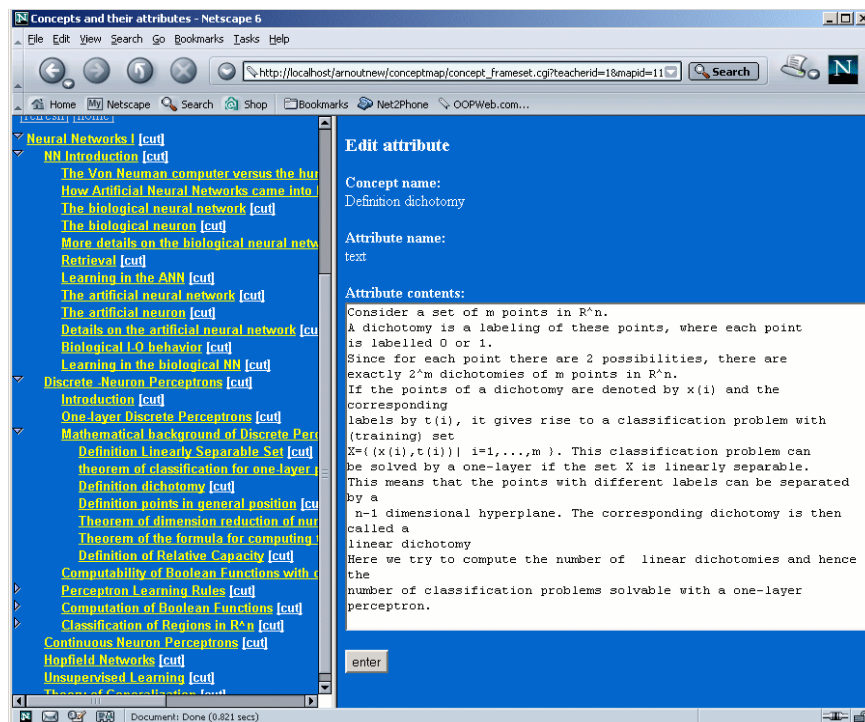 Concepts and their attributes - Netscape 6
File Edit View Search Go Bookmarks Tasks Help
http://localhost/arnoutnew/conceptmap/concept_frameset.cgi?teacherid=1&mapid=11
Search
N
Home My Netscape Search Shop Bookmarks Net2Phone OOPWeb.com...
[refresh] [home]
Neural Networks I [cut]
NN Introduction [cut]
The Von Neuman computer versus the hur
How Artificial Neural Networks came into
The biological neural network [cut]
The biological neuron [cut]
More details on the biological neural netw
Retrieval [cut]
Learning in the ANN [cut]
The artificial neural network [cut]
The artificial neuron [cut]
Details on the artificial neural network [cu
Biological I-O behavior [cut]
Learning in the biological NN [cut]
Discrete -Neuron Perceptrons [cut]
Introduction [cut]
One-layer Discrete Perceptrons [cut]
Mathematical background of Discrete Perc
Definition Linearly Separable Set [cut]
theorem of classification for one-layer
Definition dichotomy [cut]
Definition points in general position [cu
Theorem of dimension reduction of nur
Theorem of the formula for computing
Definition of Relative Capacity [cut]
Computability of Boolean Functions with
Perceptron Learning Rules [cut]
Computation of Boolean Functions [cut]
Classification of Regions in R^n [cut]
Continuous Neuron Perceptrons [cut]
Hopfield Networks [cut]
Unsupervised Learning [cut]
Theory of Generalization [cut]
Edit attribute
Concept name:
Definition dichotomy
Attribute name:
text
Attribute contents:
Consider a set of m points in R^n.
A dichotomy is a labeling of these points, where each point
is labelled 0 or 1.
Since for each point there are 2 possibilities, there are
exactly 2^m dichotomies of m points in R^n.
If the points of a dichotomy are denoted by x(i) and the
corresponding
labels by t(i), it gives rise to a classification problem with
(training) set
X={(x(i),t(i))| i=1,...,m }. This classification problem can
be solved by a one-layer if the set X is linearly separable.
This means that the points with different labels can be separated
by a
n-1 dimensional hyperplane. The corresponding dichotomy is then
called a
linear dichotomy
Here we try to compute the number of  linear dichotomies and hence
the
number of classification problems solvable with a one-layer
perceptron.
enter
Document: Done (0.821 secs)